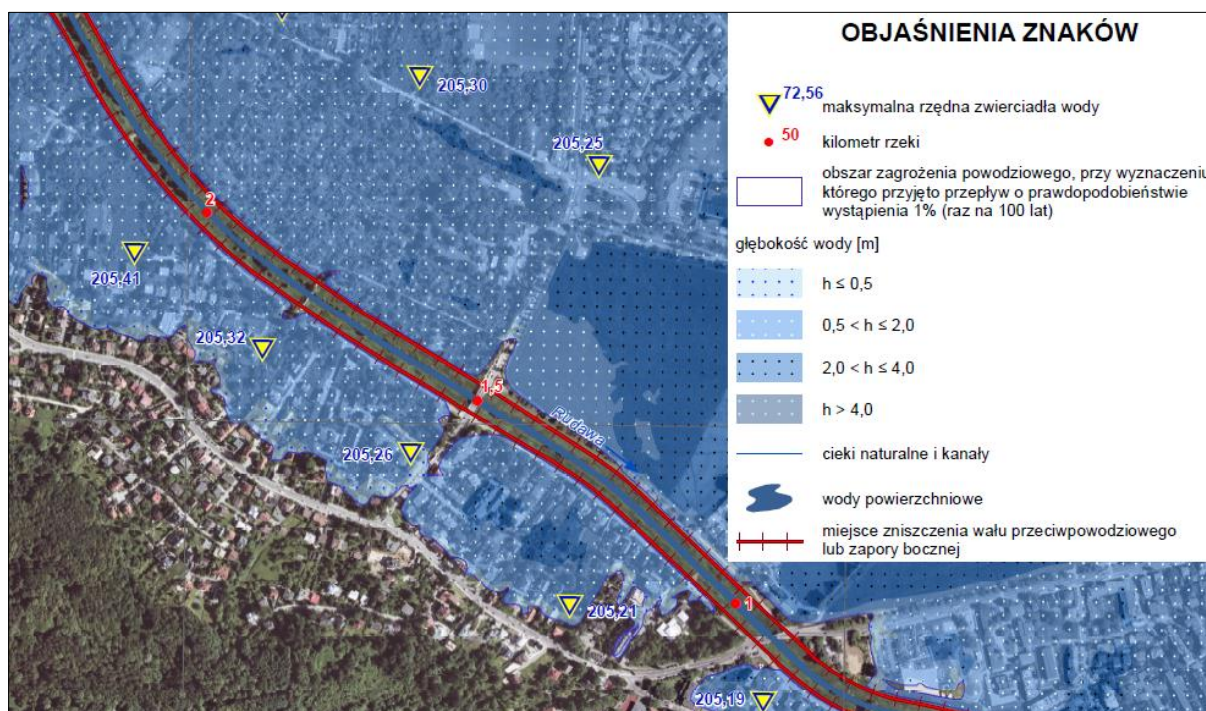 OBJAŚNIENIA ZNAKÓW
72,56
maksymalna rzędna zwierciadła wody
50
kilometr rzeki
obszar zagrożenia powodziowego, przy wyznaczeniu
którego przyjęto przepływ o prawdopodobieństwie
wystąpienia 1% (raz na 100 lat)
głębokość wody [m]
h ≤ 0,5
0,5 < h ≤ 2,0
2,0 < h ≤ 4,0
h > 4,0
cieki naturalne i kanały
wody powierzchniowe
miejsce zniszczenia wału przeciwpowodziowego
lub zapory bocznej
205,30
205,25
2
205,41
205,32
1,5
Rudawa
205,26
205,21
1
205,19